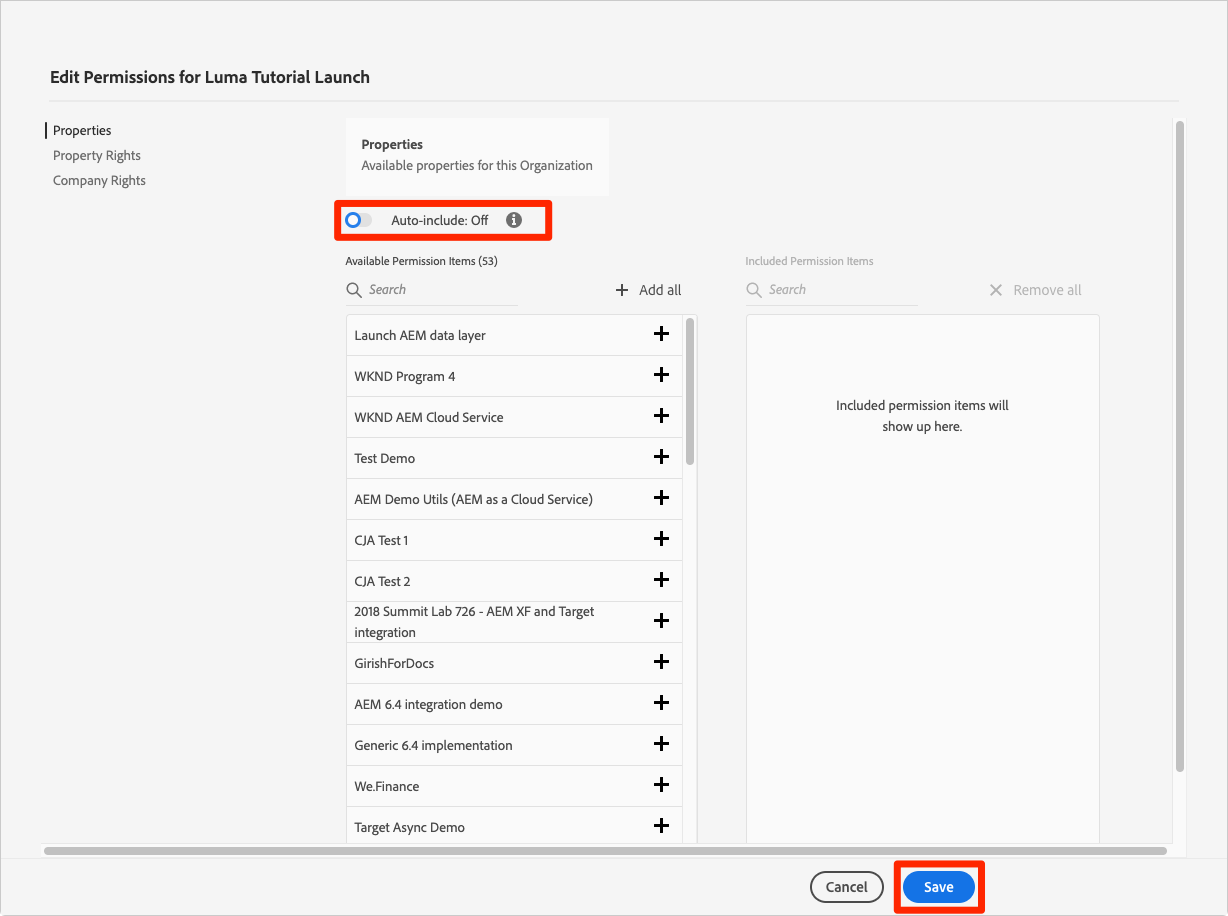 Edit Permissions for Luma Tutorial Launch
Properties
Property Rights
Company Rights
Properties
Available properties for this Organization
Auto-include: Off
Available Permission Items (53)
Search
Add all
Launch AEM data layer
WKND Program 4
WKND AEM Cloud Service
Test Demo
AEM Demo Utils (AEM as a Cloud Service)
CJA Test 1
CJA Test 2
2018 Summit Lab 726 - AEM XF and Target
integration
GirishForDocs
AEM 6.4 integration demo
Generic 6.4 implementation
We.Finance
Target Async Demo
Included Permission Items
Search
Remove all
Included permission items will
show up here.
Cancel
Save